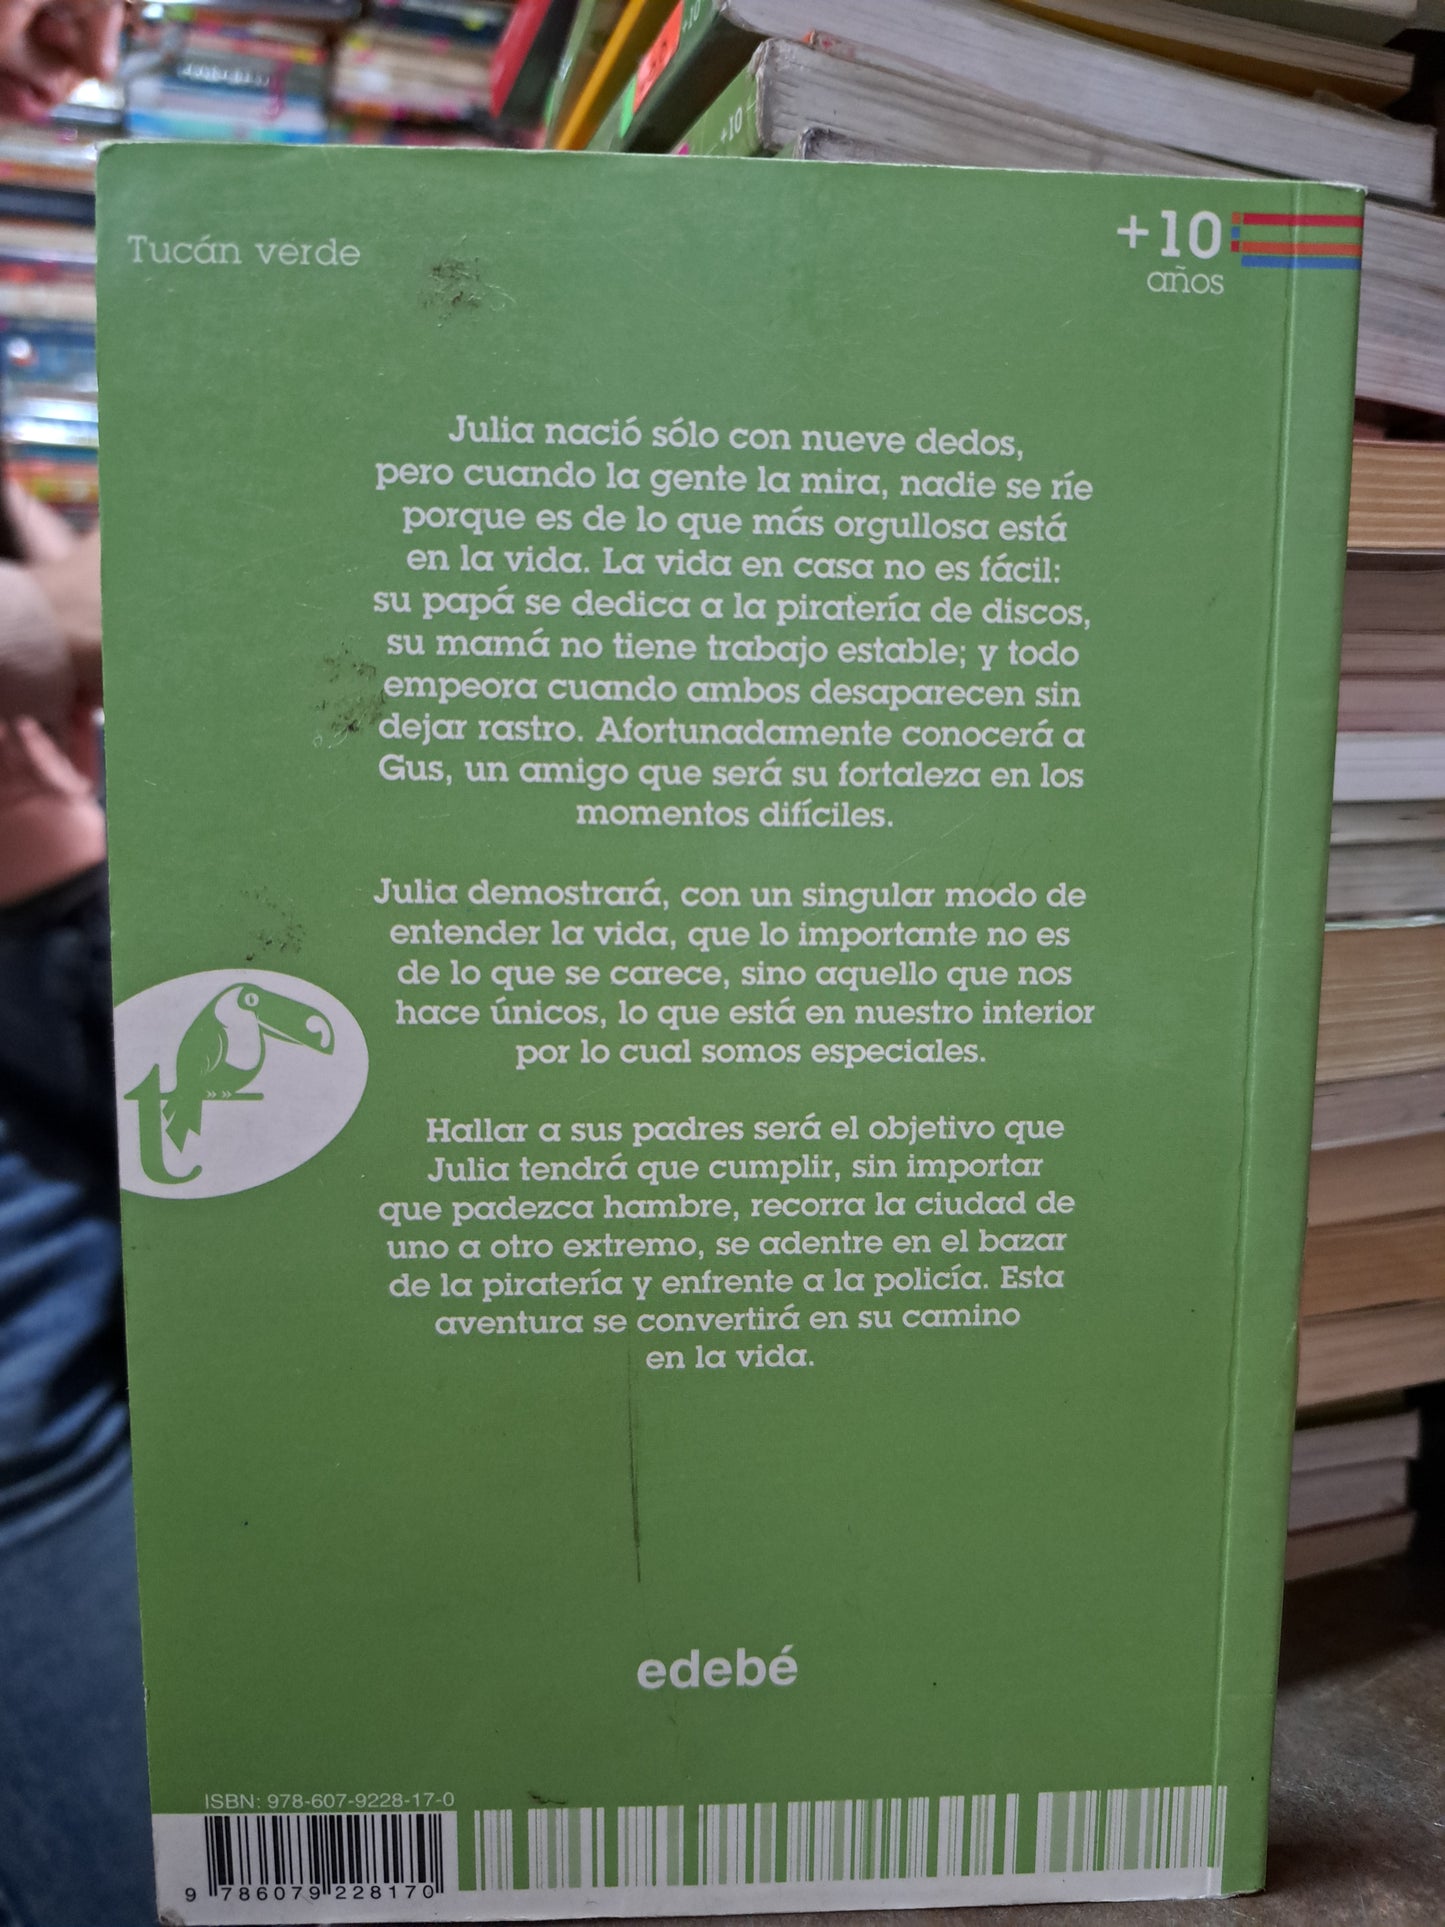 +10
+10
Tucán verde
+10
años
Julia nació sólo con nueve dedos,
pero cuando la gente la mira, nadie se ríe
porque es de lo que más orgullosa está
en la vida. La vida en casa no es fácil:
su papá se dedica a la piratería de discos,
su mamá no tiene trabajo estable; y todo
empeora cuando ambos desaparecen sin
dejar rastro. Afortunadamente conocerá a
Gus, un amigo que será su fortaleza en los
momentos difíciles.
Julia demostrará, con un singular modo de
entender la vida, que lo importante no es
de lo que se carece, sino aquello que nos
hace únicos, lo que está en nuestro interior
por lo cual somos especiales.
t
Hallar a sus padres será el objetivo que
Julia tendrá que cumplir, sin importar
que padezca hambre, recorra la ciudad de
uno a otro extremo, se adentre en el bazar
de la piratería y enfrente a la policía. Esta
aventura se convertirá en su camino
en la vida.
edebé
ISBN: 978-607-9228-17-0
9 786079 228170